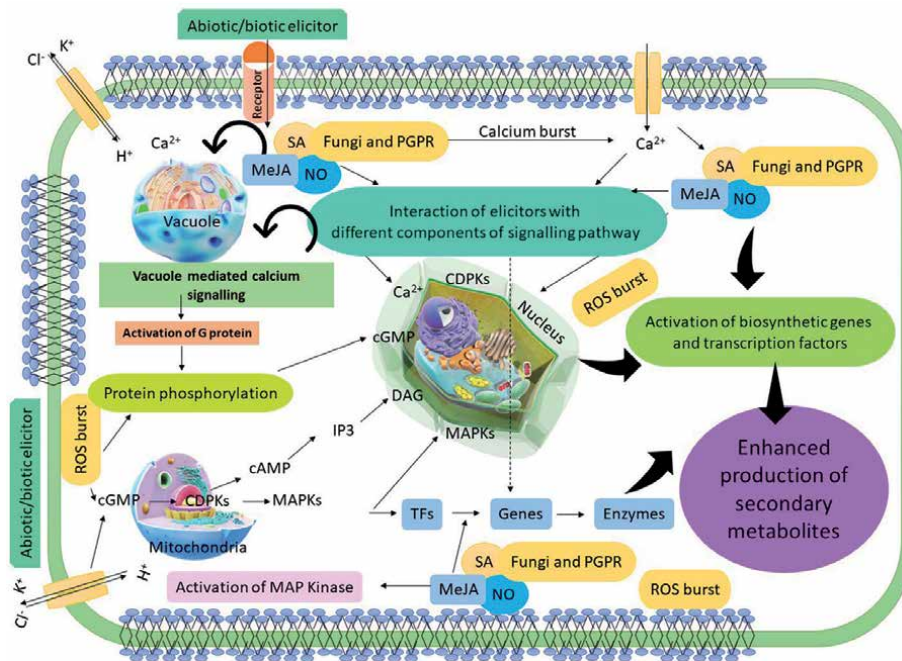 Abiotic/biotic elicitor
K⁺
Cl⁻
H⁺
Receptor
Ca²⁺
SA
Fungi and PGPR
MeJA
NO
Calcium burst
Ca²⁺
SA
Fungi and PGPR
MeJA
NO
Vacuole
Interaction of elicitors with
different components of signalling pathway
Vacuole mediated calcium
signalling
Ca²⁺
CDPKs
Nucleus
ROS burst
Activation of G protein
cGMP
Activation of biosynthetic genes
and transcription factors
Protein phosphorylation
DAG
IP3
MAPKs
Abiotic/bioticelicitor
ROS burst
cAMP
cGMP
CDPKs
MAPKs
Mitochondria
TFs
Genes
Enzymes
Enhanced
production of
secondary
metabolites
SA
Fungi and PGPR
MeJA
NO
Activation of MAP Kinase
ROS burst
K⁺
H⁺
Cl⁻